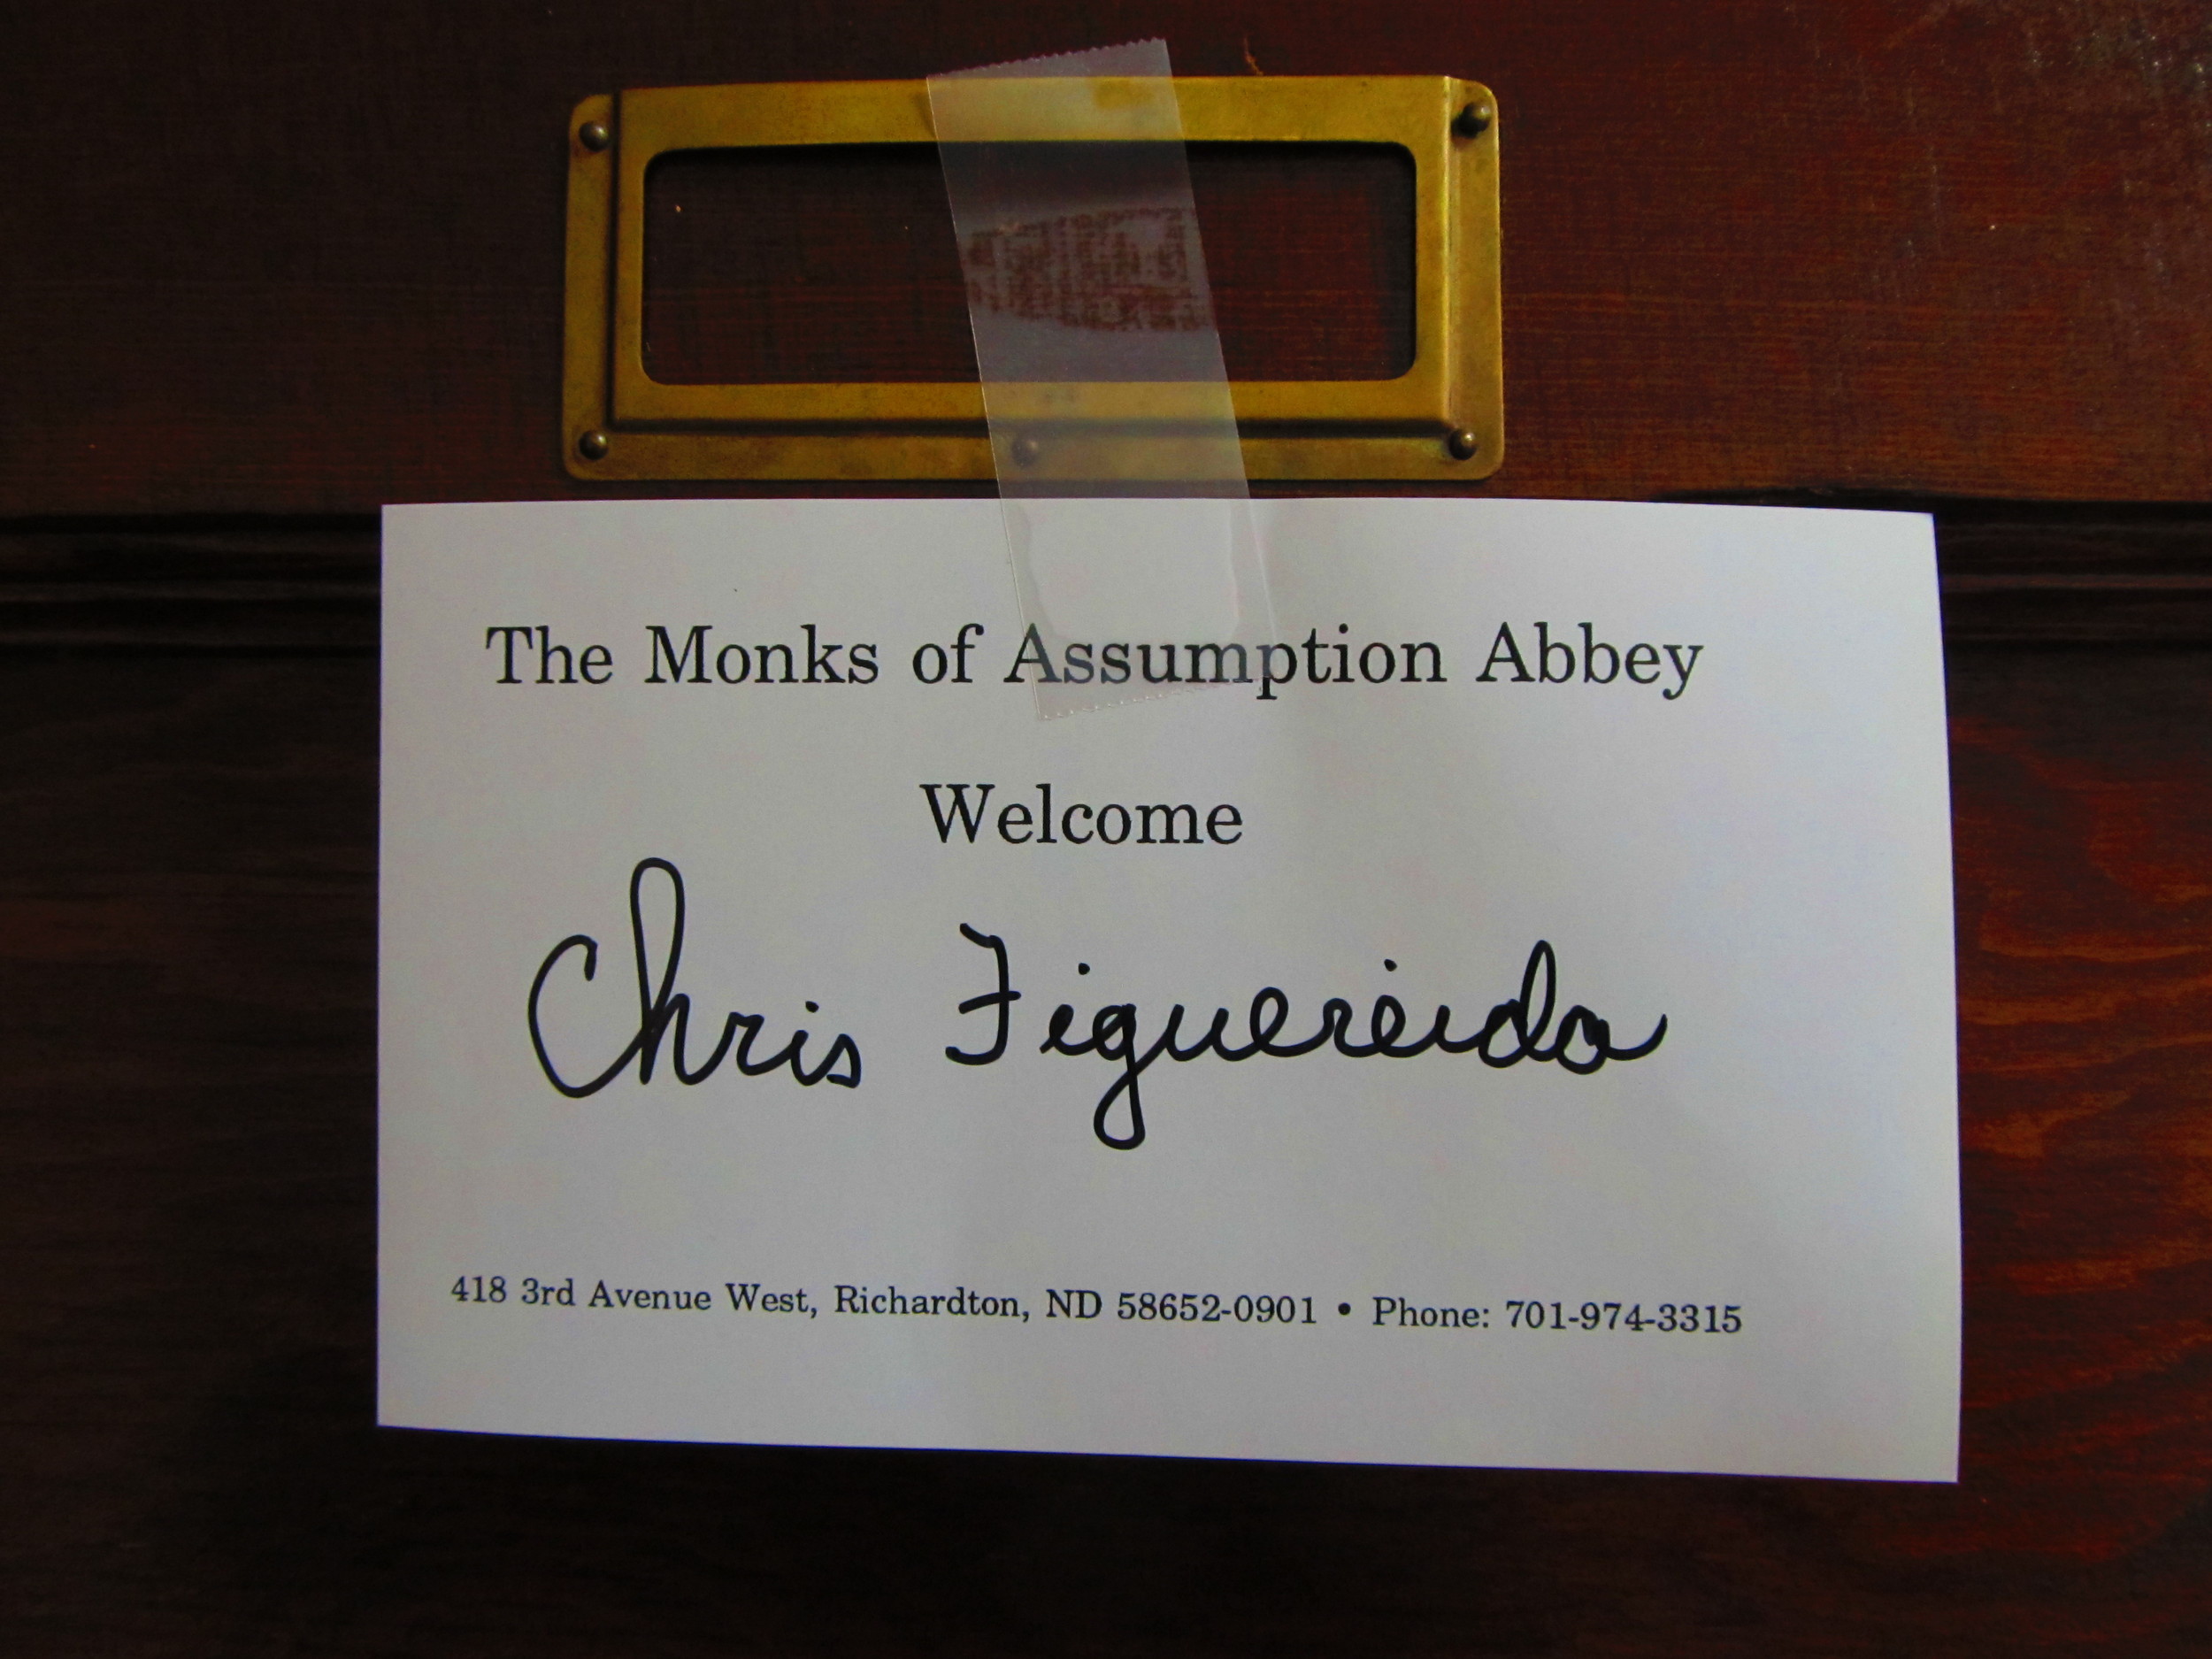 The Monks of Assumption Abbey
Welcome
Chris Figuereido
418 3rd Avenue West, Richardton, ND 58652-0901 • Phone: 701-974-3315